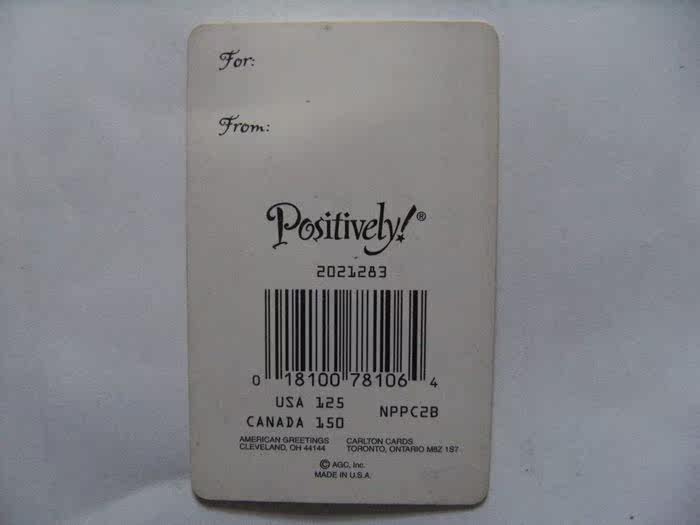 For:
From:
Positively!®
2021283
0 18100 78106 4
USA 125
CANADA 150
NPPC2B
AMERICAN GREETINGS
CLEVELAND, OH 44144
CARLTON CARDS
TORONTO, ONTARIO M8Z 1S7
© AGC, Inc.
MADE IN U.S.A.